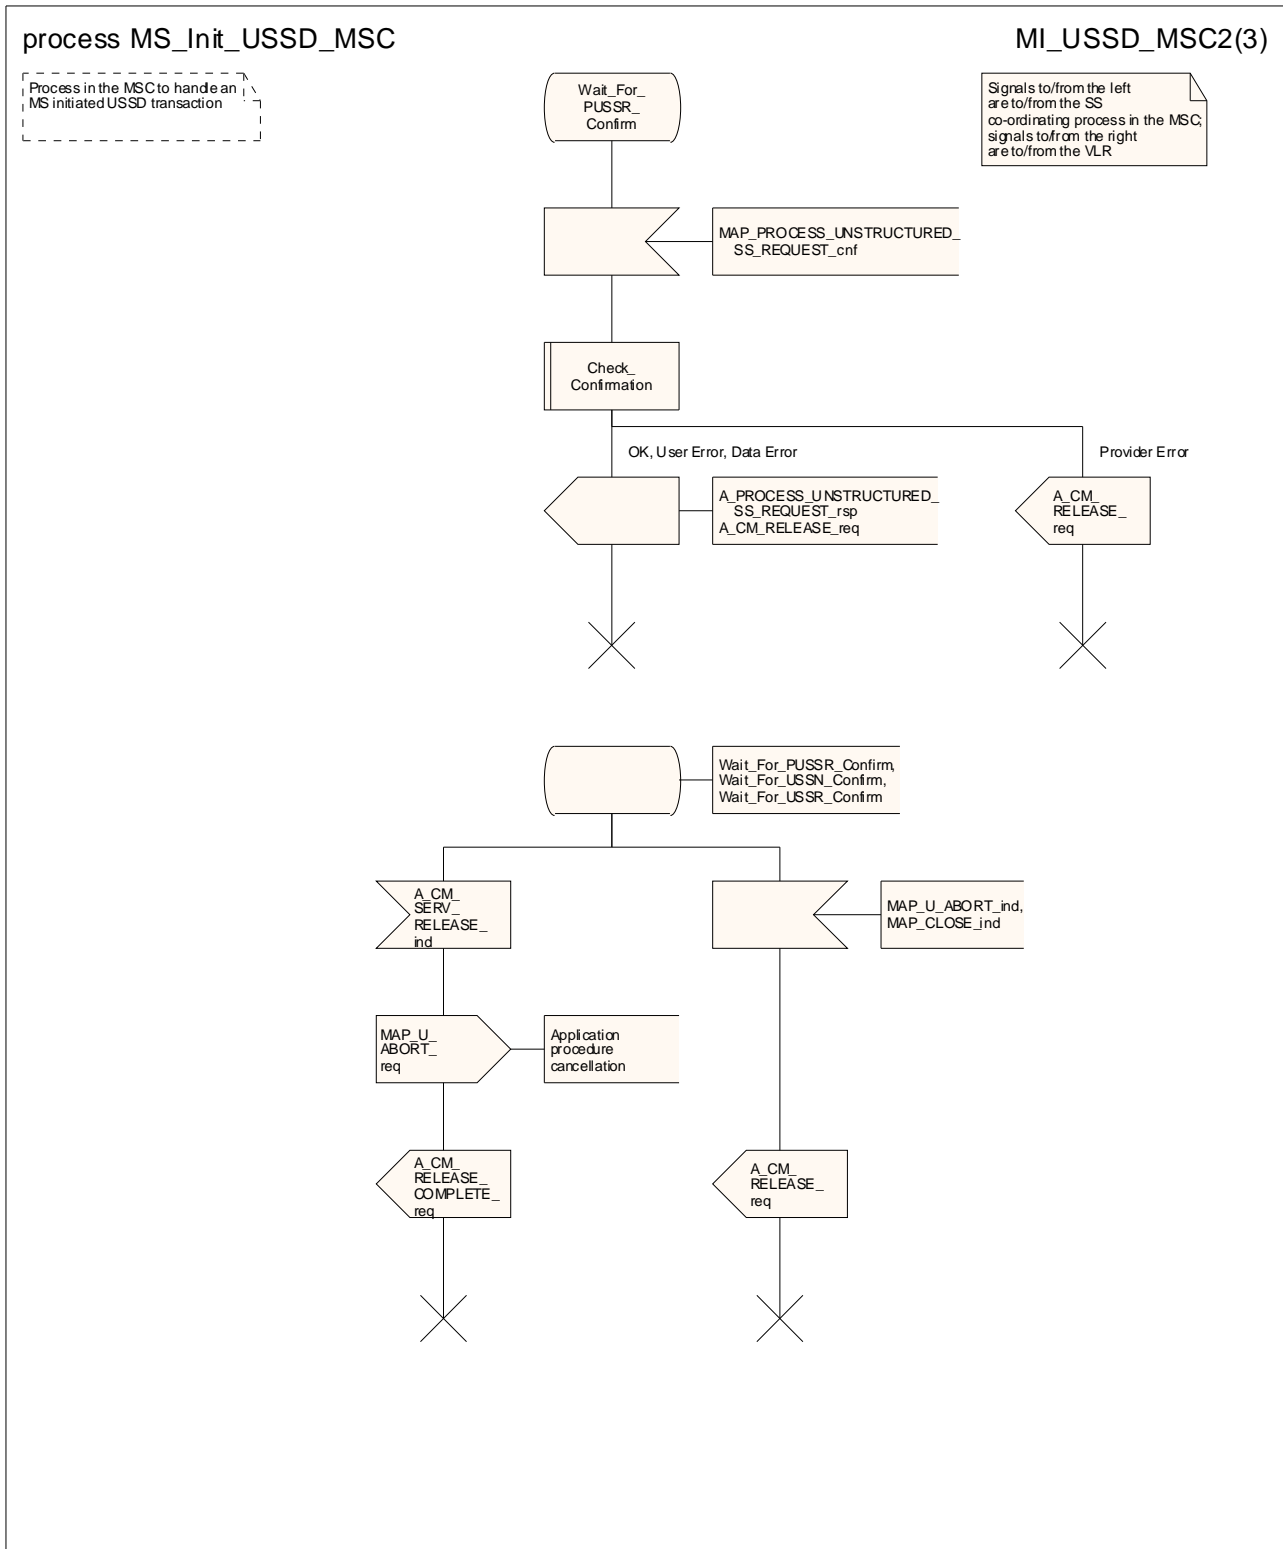 process MS_Init_USSD_MSC
MI_USSD_MSC2(3)
Process in the MSC to handle an
MS initiated USSD transaction
Wait_For_
PUSSR_
Confirm
Signals to/from the left
are to/from the SS
co-ordinating process in the MSC;
signals to/from the right
are to/from the VLR
MAP_PROCESS_UNSTRUCTURED_
SS_REQUEST_cnf
Check_
Confirmation
OK, User Error, Data Error
Provider Error
A_PROCESS_UNSTRUCTURED_
SS_REQUEST_rsp
A_CM_RELEASE_req
A_CM_
RELEASE_
req
Wait_For_PUSSR_Confirm,
Wait_For_USSN_Confirm,
Wait_For_USSR_Confirm
A_CM_
SERV_
RELEASE_
ind
MAP_U_ABORT_ind,
MAP_CLOSE_ind
MAP_U_
ABORT_
req
Application
procedure
cancellation
A_CM_
RELEASE_
COMPLETE_
req
A_CM_
RELEASE_
req